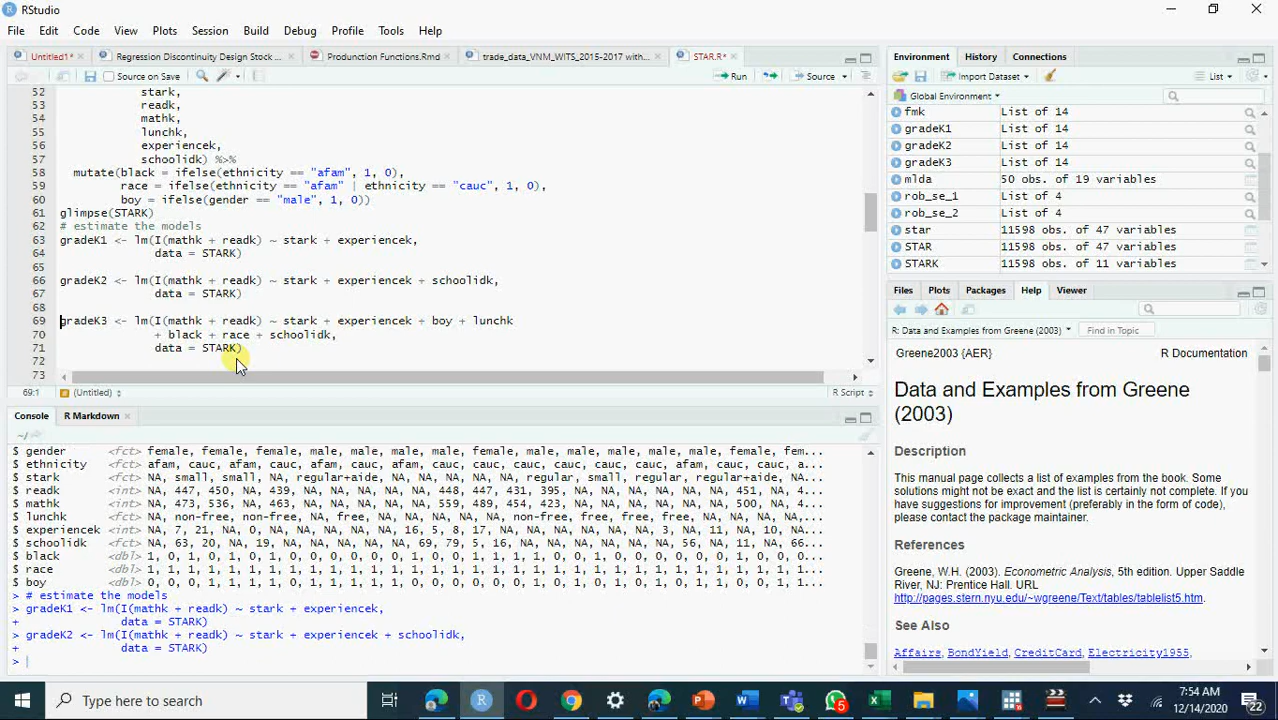 RStudio
File Edit Code View Plots Session Build Debug Profile Tools Help
Untitled1* Regression Discontinuity Design Stock ... Producntion Functions.Rmd trade_data_VNM_WITS_2015-2017 with... STAR.R*
Source on Save Run Source
52 stark,
53 readk,
54 mathk,
55 lunchk,
56 experiencek,
57 schoolidk) %>%
58 mutate(black = ifelse(ethnicity == "afam", 1, 0),
59 race = ifelse(ethnicity == "afam" | ethnicity == "cauc", 1, 0),
60 boy = ifelse(gender == "male", 1, 0))
61 glimpse(STARK)
62 # estimate the models
63 gradeK1 <- lm(I(mathk + readk) ~ stark + experiencek,
64 data = STARK)
65
66 gradeK2 <- lm(I(mathk + readk) ~ stark + experiencek + schoolidk,
67 data = STARK)
68
69 gradeK3 <- lm(I(mathk + readk) ~ stark + experiencek + boy + lunchk
70 + black + race + schoolidk,
71 data = STARK)
72
73
69:1 (Untitled) R Script
Console R Markdown
~/
$ gender <fct> female, female, female, male, male, male, male, female, male, male, male, male, male, female, fem...
$ ethnicity <fct> afam, cauc, afam, cauc, afam, cauc, afam, cauc, cauc, afam, cauc, cauc, cauc, afam, cauc, cauc, a...
$ stark <fct> NA, small, small, NA, regular+aide, NA, NA, NA, NA, regular, small, regular, regular+aide, NA, NA...
$ readk <int> NA, 447, 450, NA, 439, NA, NA, NA, NA, 448, 447, 431, 395, NA, NA, NA, NA, NA, 451, NA, 4...
$ mathk <int> NA, 473, 536, NA, 463, NA, NA, NA, NA, 559, 489, 454, 423, NA, NA, NA, NA, NA, 500, NA, 4...
$ lunchk <fct> NA, non-free, non-free, NA, free, NA, NA, NA, NA, non-free, free, free, free, NA, NA, NA,...
$ experiencek <int> NA, 7, 21, NA, 0, NA, NA, NA, NA, 16, 5, 8, 17, NA, NA, NA, NA, 3, NA, 11, NA, 10, NA, ...
$ schoolidk <fct> NA, 63, 20, NA, 19, NA, NA, NA, NA, 69, 79, 5, 16, NA, NA, NA, NA, 56, NA, 11, NA, 66...
$ black <dbl> 1, 0, 1, 0, 1, 0, 0, 0, 0, 0, 1, 0, 0, 1, 1, 1, 0, 0, 0, 0, 0, 0, 1, 0, 0, 0, 0, 1, 0, 0, 0...
$ race <dbl> 1, 1, 1, 1, 1, 1, 1, 1, 1, 1, 1, 1, 1, 1, 1, 1, 1, 1, 1, 1, 1, 1, 1, 1, 1, 1, 1, 1, 1...
$ boy <dbl> 0, 0, 0, 1, 1, 1, 1, 0, 1, 1, 1, 1, 1, 0, 0, 0, 1, 1, 1, 0, 1, 1, 0, 0, 0, 0, 1, 1, 0, 1...
> # estimate the models
> gradeK1 <- lm(I(mathk + readk) ~ stark + experiencek,
+ data = STARK)
> gradeK2 <- lm(I(mathk + readk) ~ stark + experiencek + schoolidk,
+ data = STARK)
>
Environment History Connections
Import Dataset List
Global Environment
fmk List of 14
gradeK1 List of 14
gradeK2 List of 14
gradeK3 List of 14
mlda 50 obs. of 19 variables
rob_se_1 List of 4
rob_se_2 List of 4
star 11598 obs. of 47 variables
STAR 11598 obs. of 47 variables
STARK 11598 obs. of 11 variables
Files Plots Packages Help Viewer
R: Data and Examples from Greene (2003) Find in Topic
Greene2003 {AER} R Documentation
Data and Examples from Greene
(2003)
Description
This manual page collects a list of examples from the book. Some
solutions might not be exact and the list is certainly not complete. If you
have suggestions for improvement (preferably in the form of code),
please contact the package maintainer.
References
Greene, W.H. (2003). Econometric Analysis, 5th edition. Upper Saddle
River, NJ: Prentice Hall. URL
http://pages.stern.nyu.edu/~wgreene/Text/tables/tablelist5.htm.
See Also
Affairs, BondYield, CreditCard, Electricity1955,
Type here to search
5
7:54 AM
12/14/2020
22